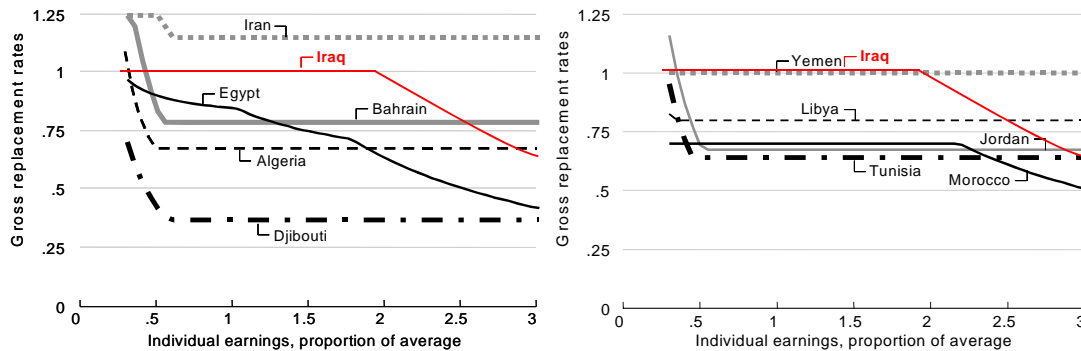 1.25
1
.75
.5
.25
0
Gross replacement rates
Iran
Iraq
Egypt
Bahrain
Algeria
Djibouti
0 .5 1 1.5 2 2.5 3
Individual earnings, proportion of average
1.25
1
0.75
0.5
0.25
0
Gross replacement rates
Yemen Iraq
Libya
Jordan
Tunisia
Morocco
0 .5 1 1.5 2 2.5 3
Individual earnings, proportion of average